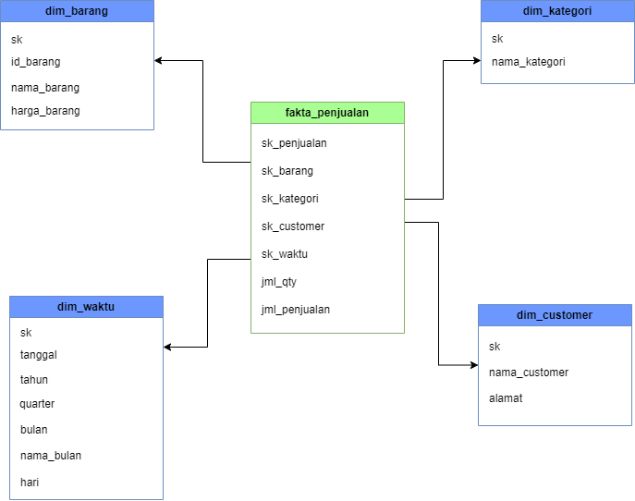 dim_barang
sk
id_barang
nama_barang
harga_barang
dim_kategori
sk
nama_kategori
fakta_penjualan
sk_penjualan
sk_barang
sk_kategori
sk_customer
sk_waktu
jml_qty
jml_penjualan
dim_waktu
sk
tanggal
tahun
quarter
bulan
nama_bulan
hari
dim_customer
sk
nama_customer
alamat